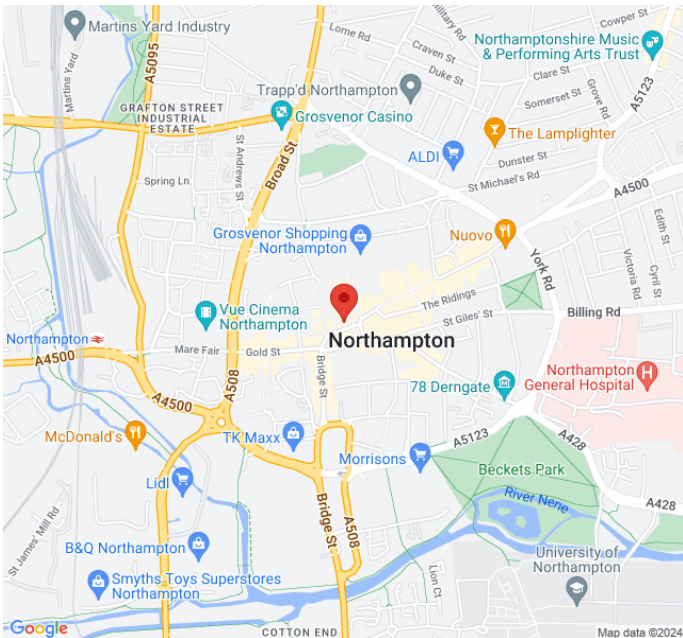 Martins Yard Industry
Martins Yard
A5095
Lorne Rd
Military Rd
Craven St
Duke St
Cowper St
Northamptonshire Music
& Performing Arts Trust
Clare St
Somerset St
Grove Rd
A5123
Trapp'd Northampton
GRAFTON STREET
INDUSTRIAL
ESTATE
Grosvenor Casino
The Lamplighter
St Andrews St
Broad St
ALDI
Dunster St
St Michael's Rd
Spring Ln
A4500
Grosvenor Shopping
Northampton
Nuovo
Edith St
York Rd
Victoria Rd
Cyril St
Vue Cinema
Northampton
The Ridings
St Giles' St
Billing Rd
Northampton
Northampton
A4500
Mare Fair
Gold St
Bridge St
A508
Northampton
General Hospital
78 Derngate
A4500
McDonald's
TK Maxx
A5123
A428
Morrisons
Beckets Park
Lidl
A428
River Nene
Bridge St
A508
St James' Mill Rd
B&Q Northampton
University of
Northampton
Smyths Toys Superstores
Northampton
Lion Ct
Google
COTTON END
Map data ©2024